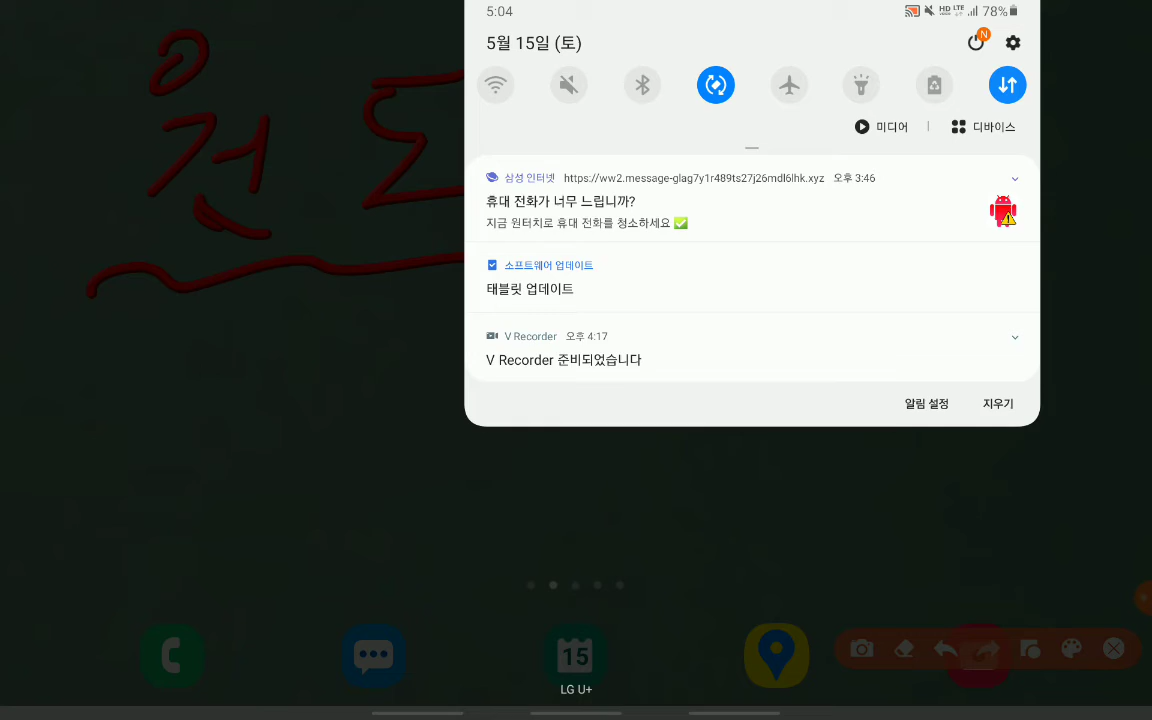 5:04
HD LTE 78%
5월 15일 (토)
N
미디어 | 디바이스
삼성 인터넷 https://ww2.message-glag7y1r489ts27j26mdl6lhk.xyz 오후 3:46
휴대 전화가 너무 느립니까?
지금 원터치로 휴대 전화를 청소하세요 ✅
소프트웨어 업데이트
태블릿 업데이트
V Recorder 오후 4:17
V Recorder 준비되었습니다
알림 설정 지우기
15
LG U+